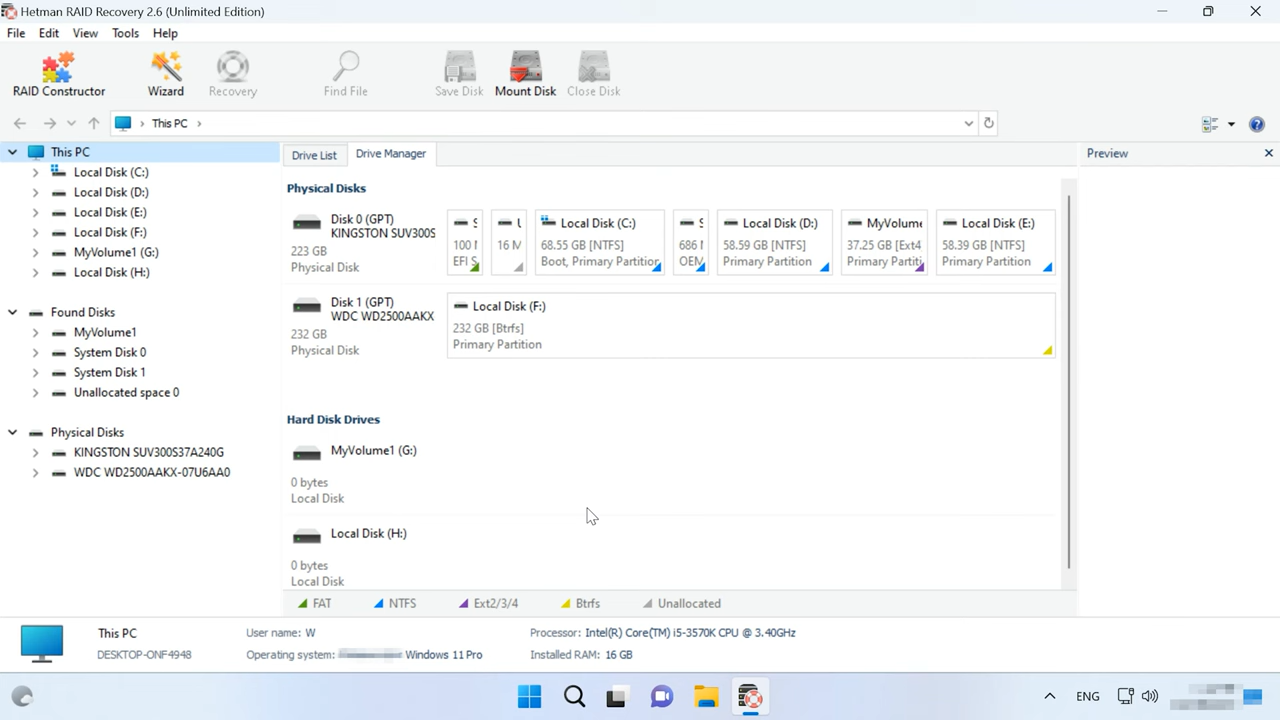 Hetman RAID Recovery 2.6 (Unlimited Edition)
File Edit View Tools Help
RAID Constructor Wizard Recovery Find File Save Disk Mount Disk Close Disk
This PC
This PC
Local Disk (C:)
Local Disk (D:)
Local Disk (E:)
Local Disk (F:)
MyVolume1 (G:)
Local Disk (H:)
Found Disks
MyVolume1
System Disk 0
System Disk 1
Unallocated space 0
Physical Disks
KINGSTON SUV300S37A240G
WDC WD2500AAKX-07U6AA0
Drive List Drive Manager
Physical Disks
Disk 0 (GPT)
KINGSTON SUV300S
223 GB
Physical Disk
S
100
EFI S
16 M
Local Disk (C:)
68.55 GB [NTFS]
Boot, Primary Partition
S
686
OEM
Local Disk (D:)
58.59 GB [NTFS]
Primary Partition
MyVolume
37.25 GB [Ext4
Primary Partiti
Local Disk (E:)
58.39 GB [NTFS]
Primary Partition
Disk 1 (GPT)
WDC WD2500AAKX
232 GB
Physical Disk
Local Disk (F:)
232 GB [Btrfs]
Primary Partition
Hard Disk Drives
MyVolume1 (G:)
0 bytes
Local Disk
Local Disk (H:)
0 bytes
Local Disk
FAT NTFS Ext2/3/4 Btrfs Unallocated
Preview
This PC
DESKTOP-ONF4948
User name: W
Operating system: Windows 11 Pro
Processor: Intel(R) Core(TM) i5-3570K CPU @ 3.40GHz
Installed RAM: 16 GB
ENG